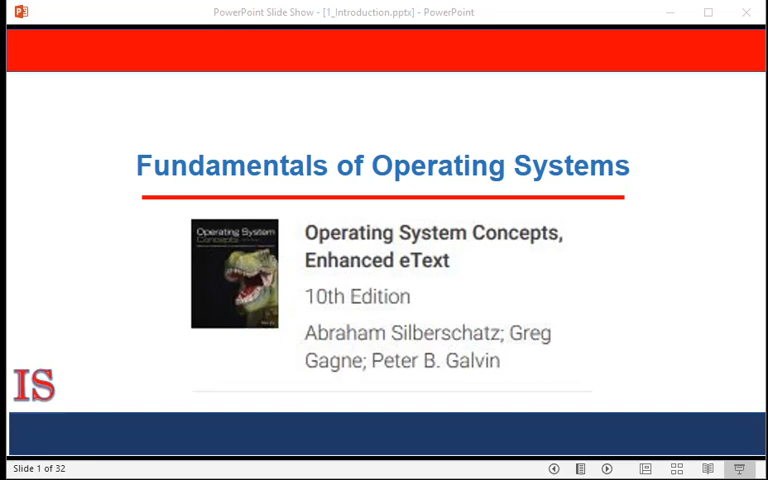 PowerPoint Slide Show - [1_Introduction.pptx] - PowerPoint
Fundamentals of Operating Systems
Operating System
Concepts
Operating System Concepts,
Enhanced eText
10th Edition
Abraham Silberschatz; Greg
Gagne; Peter B. Galvin
IS
Slide 1 of 32